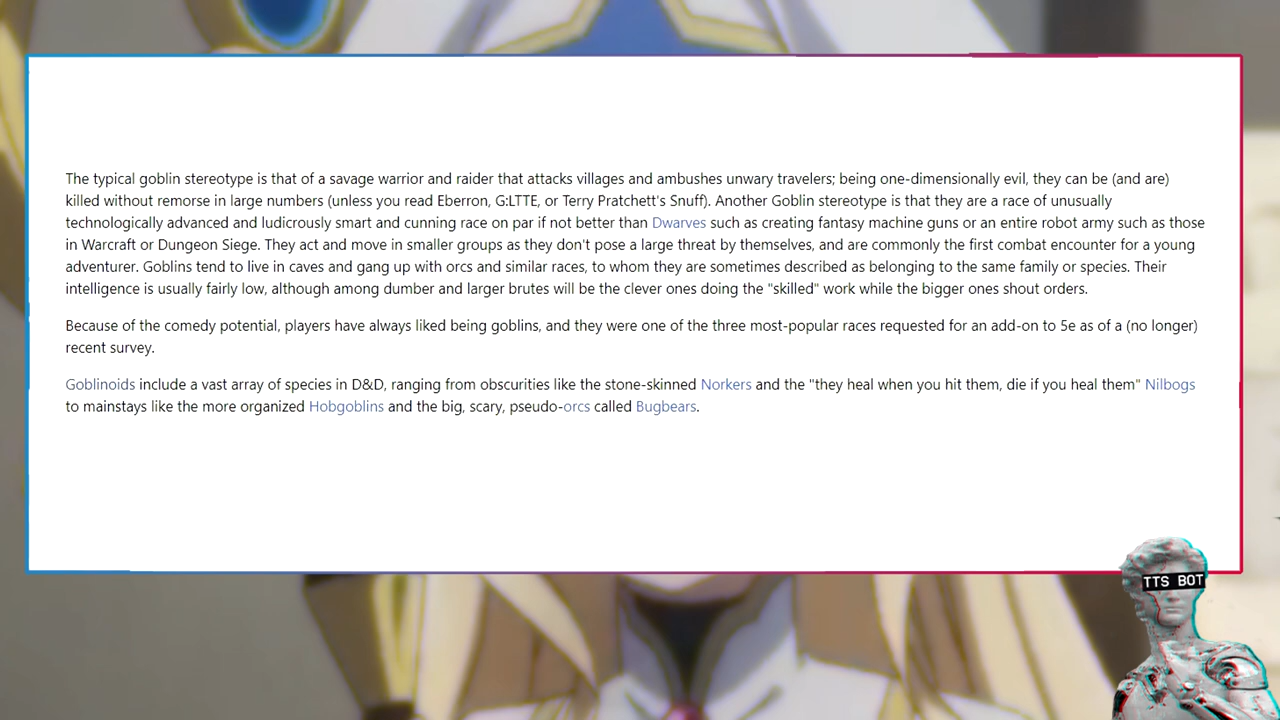 The typical goblin stereotype is that of a savage warrior and raider that attacks villages and ambushes unwary travelers; being one-dimensionally evil, they can be (and are)
killed without remorse in large numbers (unless you read Eberron, G:LTTE, or Terry Pratchett's Snuff). Another Goblin stereotype is that they are a race of unusually
technologically advanced and ludicrously smart and cunning race on par if not better than Dwarves such as creating fantasy machine guns or an entire robot army such as those
in Warcraft or Dungeon Siege. They act and move in smaller groups as they don't pose a large threat by themselves, and are commonly the first combat encounter for a young
adventurer. Goblins tend to live in caves and gang up with orcs and similar races, to whom they are sometimes described as belonging to the same family or species. Their
intelligence is usually fairly low, although among dumber and larger brutes will be the clever ones doing the "skilled" work while the bigger ones shout orders.
Because of the comedy potential, players have always liked being goblins, and they were one of the three most-popular races requested for an add-on to 5e as of a (no longer)
recent survey.
Goblinoids include a vast array of species in D&D, ranging from obscurities like the stone-skinned Norkers and the "they heal when you hit them, die if you heal them" Nilbogs
to mainstays like the more organized Hobgoblins and the big, scary, pseudo-orcs called Bugbears.
TTS BOT